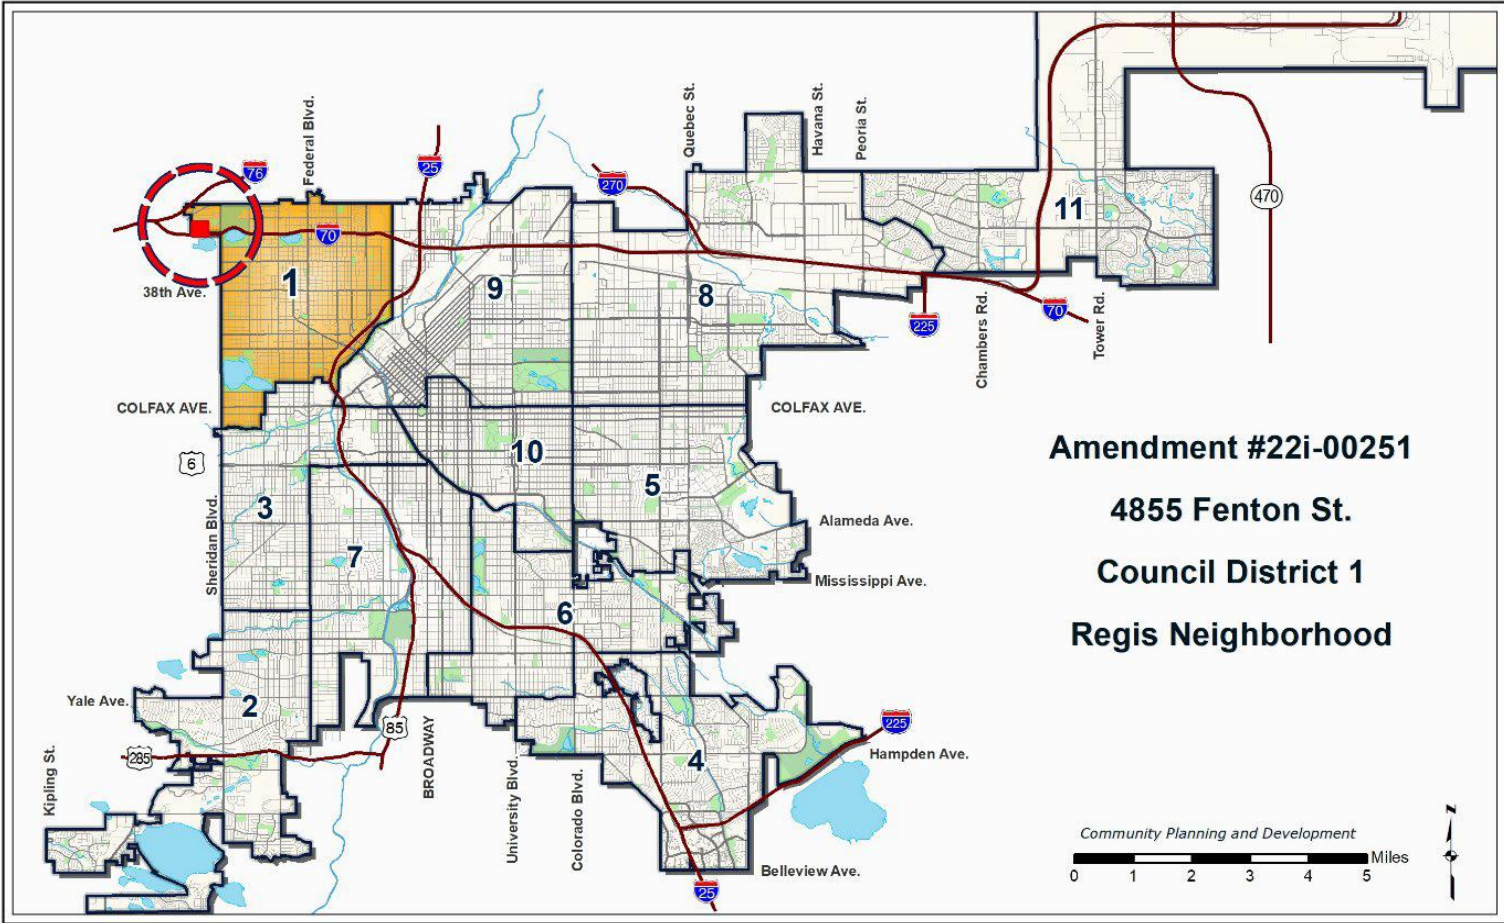 Federal Blvd.
Quebec St.
Havana St.
Peoria St.
76
25
270
470
11
70
1
9
8
38th Ave.
225
70
Chambers Rd.
Tower Rd.
COLFAX AVE.
COLFAX AVE.
Amendment #22i-00251
6
10
5
4855 Fenton St.
3
Sheridan Blvd.
Alameda Ave.
7
Council District 1
Mississippi Ave.
6
Regis Neighborhood
Yale Ave.
2
85
225
285
BROADWAY
Hampden Ave.
4
Kipling St.
University Blvd.
Colorado Blvd.
Z
Community Planning and Development
Miles
0 1 2 3 4 5
Belleview Ave.
25